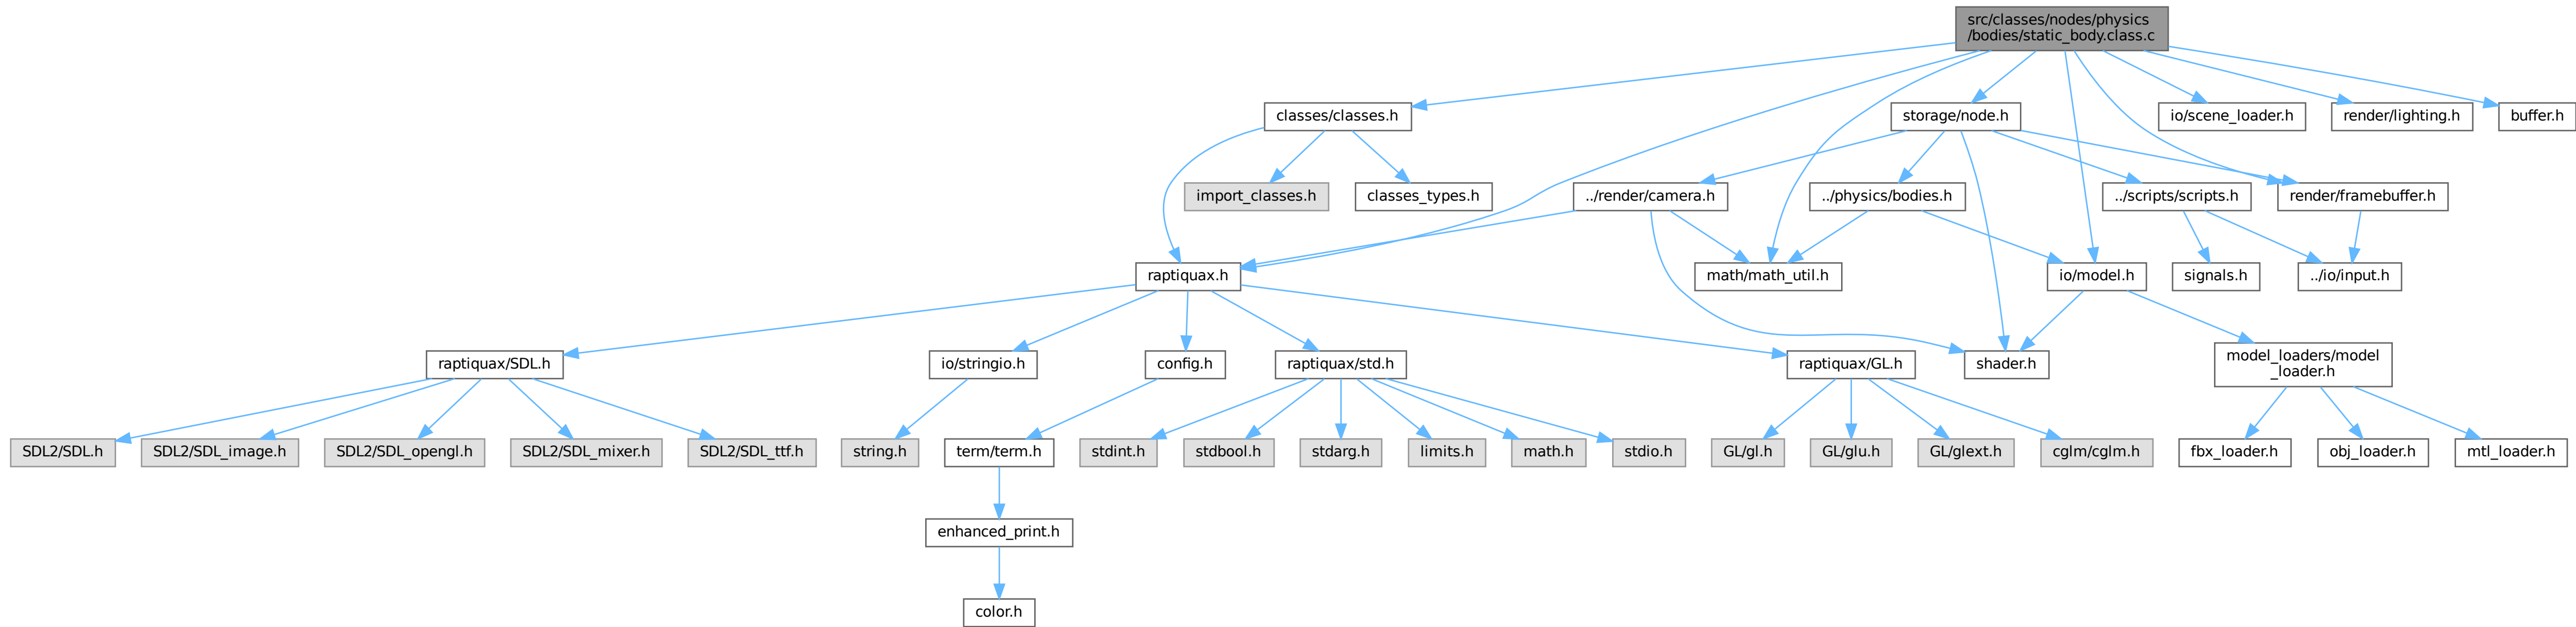 src/classes/nodes/physics
/bodies/static_body.class.c
classes/classes.h
storage/node.h
io/scene_loader.h
render/lighting.h
buffer.h
import_classes.h
classes_types.h
../render/camera.h
../physics/bodies.h
../scripts/scripts.h
render/framebuffer.h
raptiquax.h
math/math_util.h
io/model.h
signals.h
../io/input.h
raptiquax/SDL.h
io/stringio.h
config.h
raptiquax/std.h
raptiquax/GL.h
shader.h
model_loaders/model
_loader.h
SDL2/SDL.h
SDL2/SDL_image.h
SDL2/SDL_opengl.h
SDL2/SDL_mixer.h
SDL2/SDL_ttf.h
string.h
term/term.h
stdint.h
stdbool.h
stdarg.h
limits.h
math.h
stdio.h
GL/gl.h
GL/glu.h
GL/glext.h
cglm/cglm.h
fbx_loader.h
obj_loader.h
mtl_loader.h
enhanced_print.h
color.h